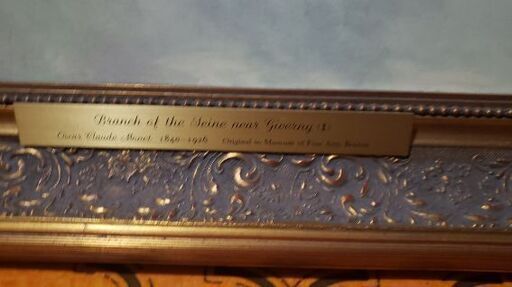 Branch of the Seine near Giverny (I)
Oscar Claude Monet 1840-1926 Original in Museum of Fine Arts Boston